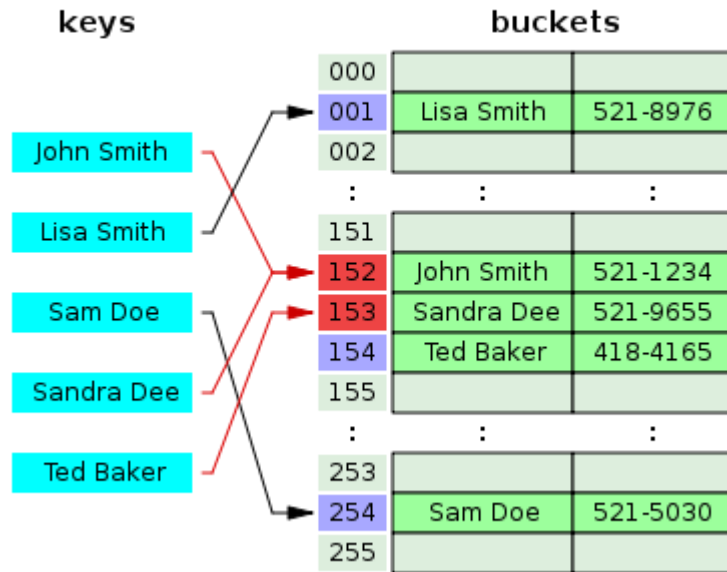 keys
buckets
000
001 Lisa Smith 521-8976
John Smith
002
: : :
Lisa Smith
151
152 John Smith 521-1234
Sam Doe
153 Sandra Dee 521-9655
154 Ted Baker 418-4165
Sandra Dee
155
: : :
Ted Baker
253
254 Sam Doe 521-5030
255